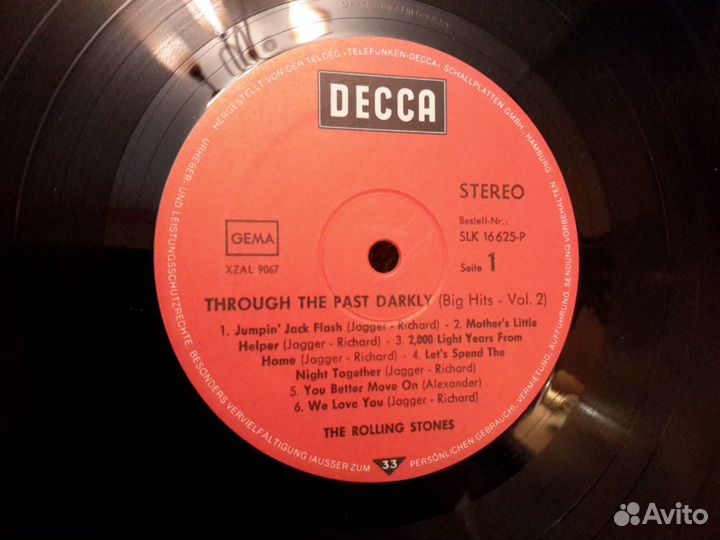 HERGESTELLT VON DER TELDEC »TELEFUNKEN-DECCA« SCHALLPLATTEN GMBH., HAMBURG · ALLE
URHEBER- UND LEISTUNGSSCHUTZRECHTE, BESONDERS VERVIELFÄLTIGUNG (AUSSER ZUM PERSÖNLICHEN GEBRAUCH), VERMIETUNG, AUFFÜHRUNG, SENDUNG VORBEHALTEN
DECCA
STEREO
Bestell-Nr.:
SLK 16 625-P
GEMA
XZAL 9067
Seite 1
THROUGH THE PAST DARKLY (Big Hits - Vol. 2)
1. Jumpin' Jack Flash (Jagger - Richard) - 2. Mother's Little
Helper (Jagger - Richard) - 3. 2,000 Light Years From
Home (Jagger - Richard) - 4. Let's Spend The
Night Together (Jagger - Richard)
5. You Better Move On (Alexander)
6. We Love You (Jagger - Richard)
THE ROLLING STONES
33
Avito